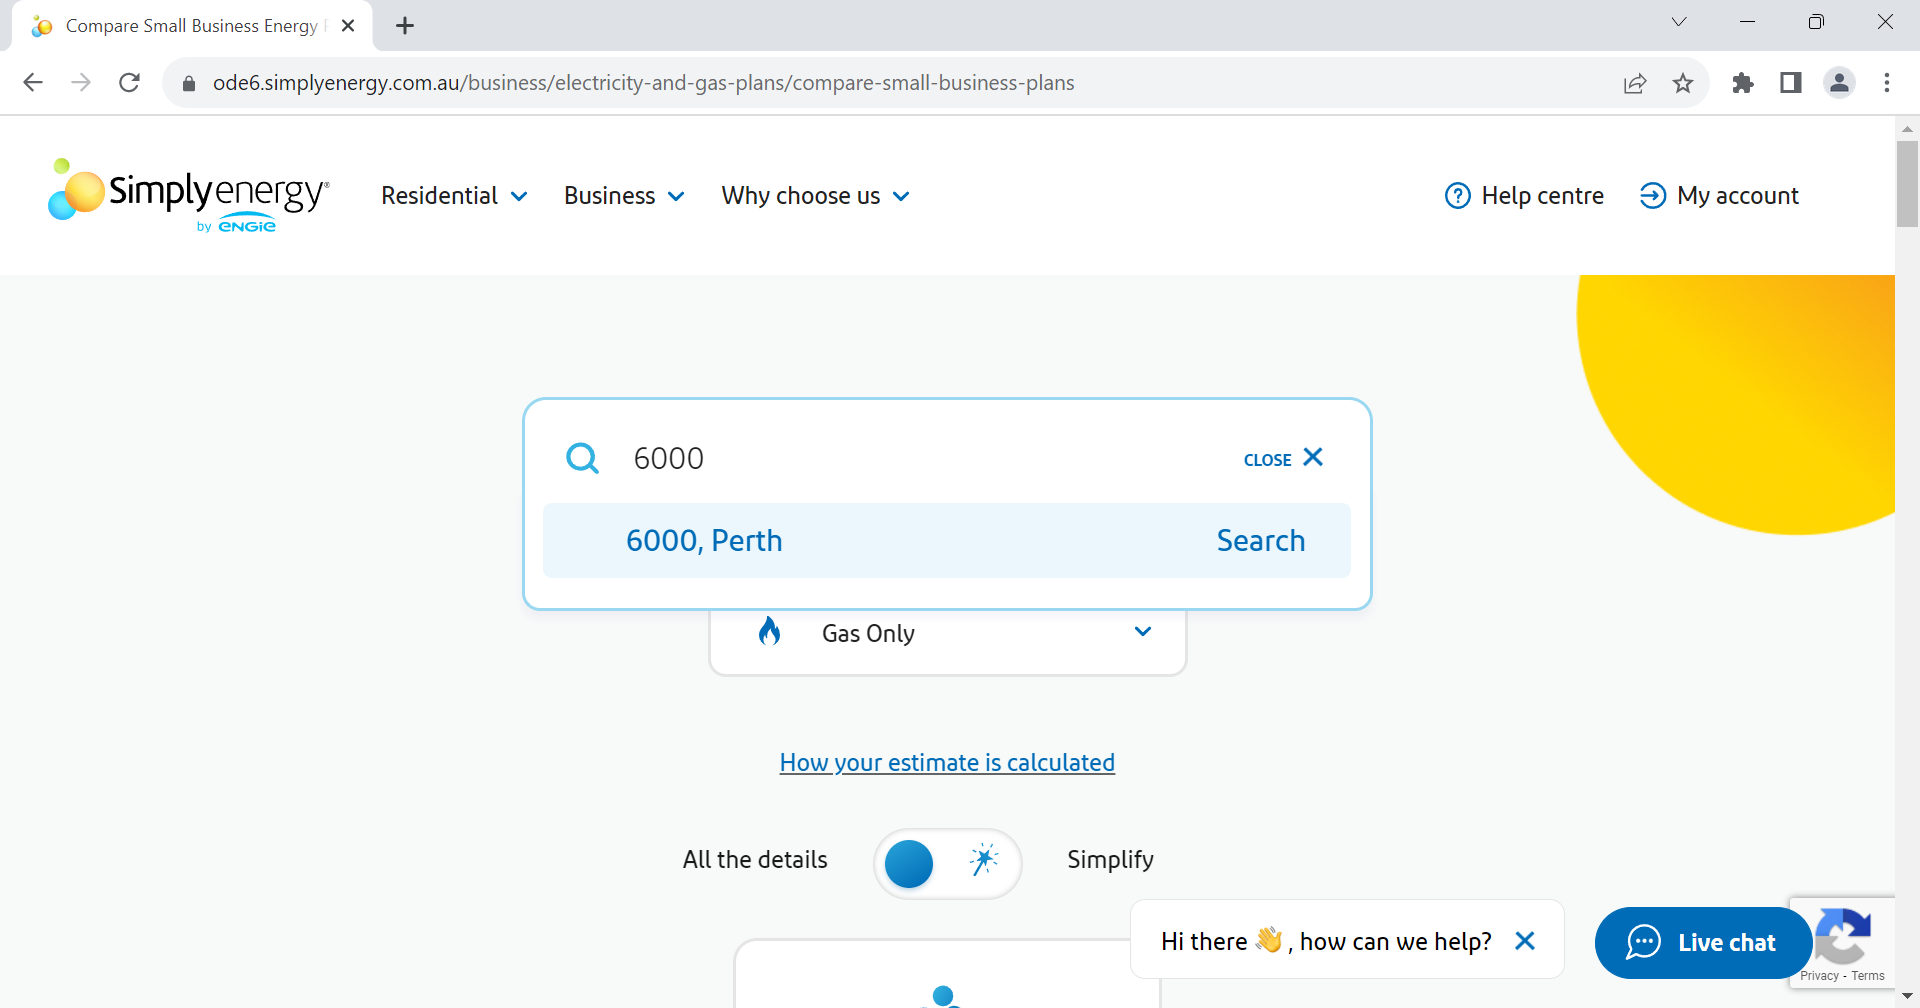 Compare Small Business Energy
ode6.simplyenergy.com.au/business/electricity-and-gas-plans/compare-small-business-plans
Simplyenergy®
by ENGIE
Residential
Business
Why choose us
Help centre
My account
6000
CLOSE
6000, Perth
Search
Gas Only
How your estimate is calculated
All the details
Simplify
Hi there 👋, how can we help?
Live chat
Privacy - Terms